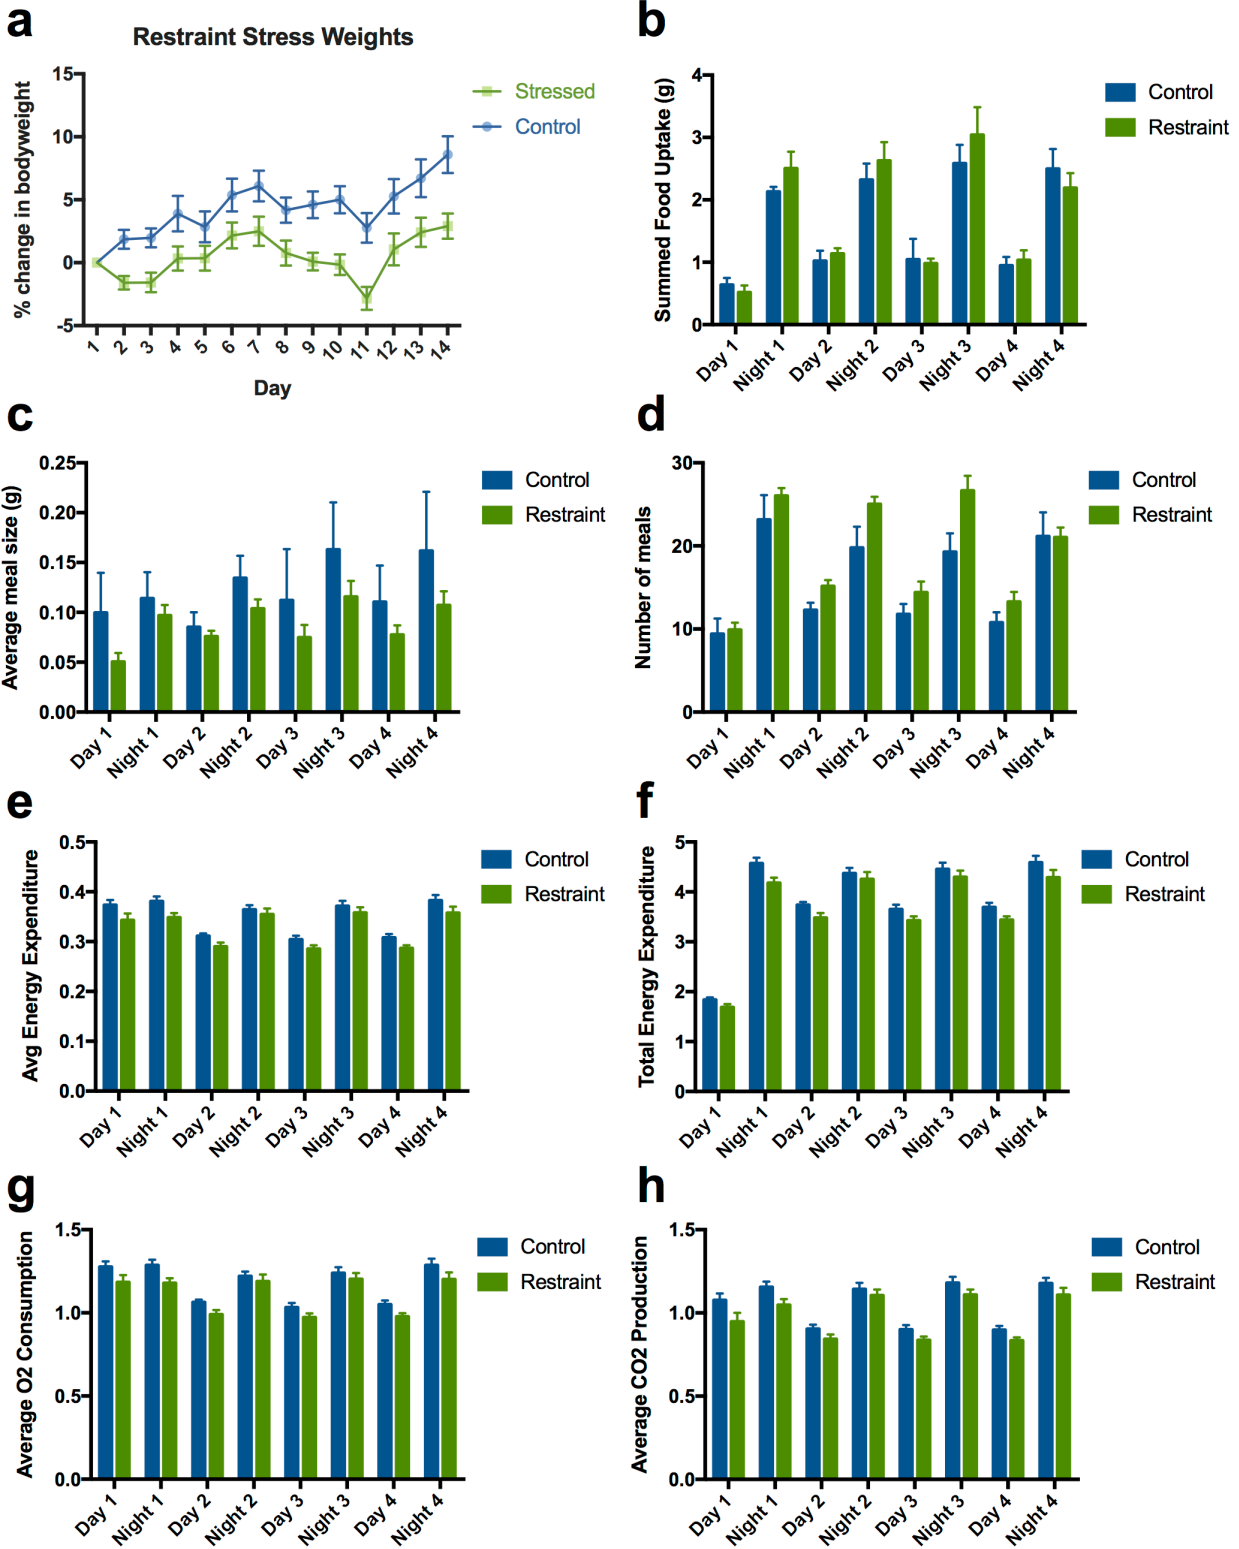 a
Restraint Stress Weights
% change in bodyweight
15
10
5
0
-5
1 2 3 4 5 6 7 8 9 10 11 12 13 14
Day
Stressed
Control
b
Summed Food Uptake (g)
4
3
2
1
0
Day 1 Night 1 Day 2 Night 2 Day 3 Night 3 Day 4 Night 4
Control
Restraint
c
Average meal size (g)
0.25
0.20
0.15
0.10
0.05
0.00
Day 1 Night 1 Day 2 Night 2 Day 3 Night 3 Day 4 Night 4
Control
Restraint
d
Number of meals
30
20
10
0
Day 1 Night 1 Day 2 Night 2 Day 3 Night 3 Day 4 Night 4
Control
Restraint
e
Avg Energy Expenditure
0.5
0.4
0.3
0.2
0.1
0.0
Day 1 Night 1 Day 2 Night 2 Day 3 Night 3 Day 4 Night 4
Control
Restraint
f
Total Energy Expenditure
5
4
3
2
1
0
Day 1 Night 1 Day 2 Night 2 Day 3 Night 3 Day 4 Night 4
Control
Restraint
g
Average O2 Consumption
1.5
1.0
0.5
0.0
Day 1 Night 1 Day 2 Night 2 Day 3 Night 3 Day 4 Night 4
Control
Restraint
h
Average CO2 Production
1.5
1.0
0.5
0.0
Day 1 Night 1 Day 2 Night 2 Day 3 Night 3 Day 4 Night 4
Control
Restraint